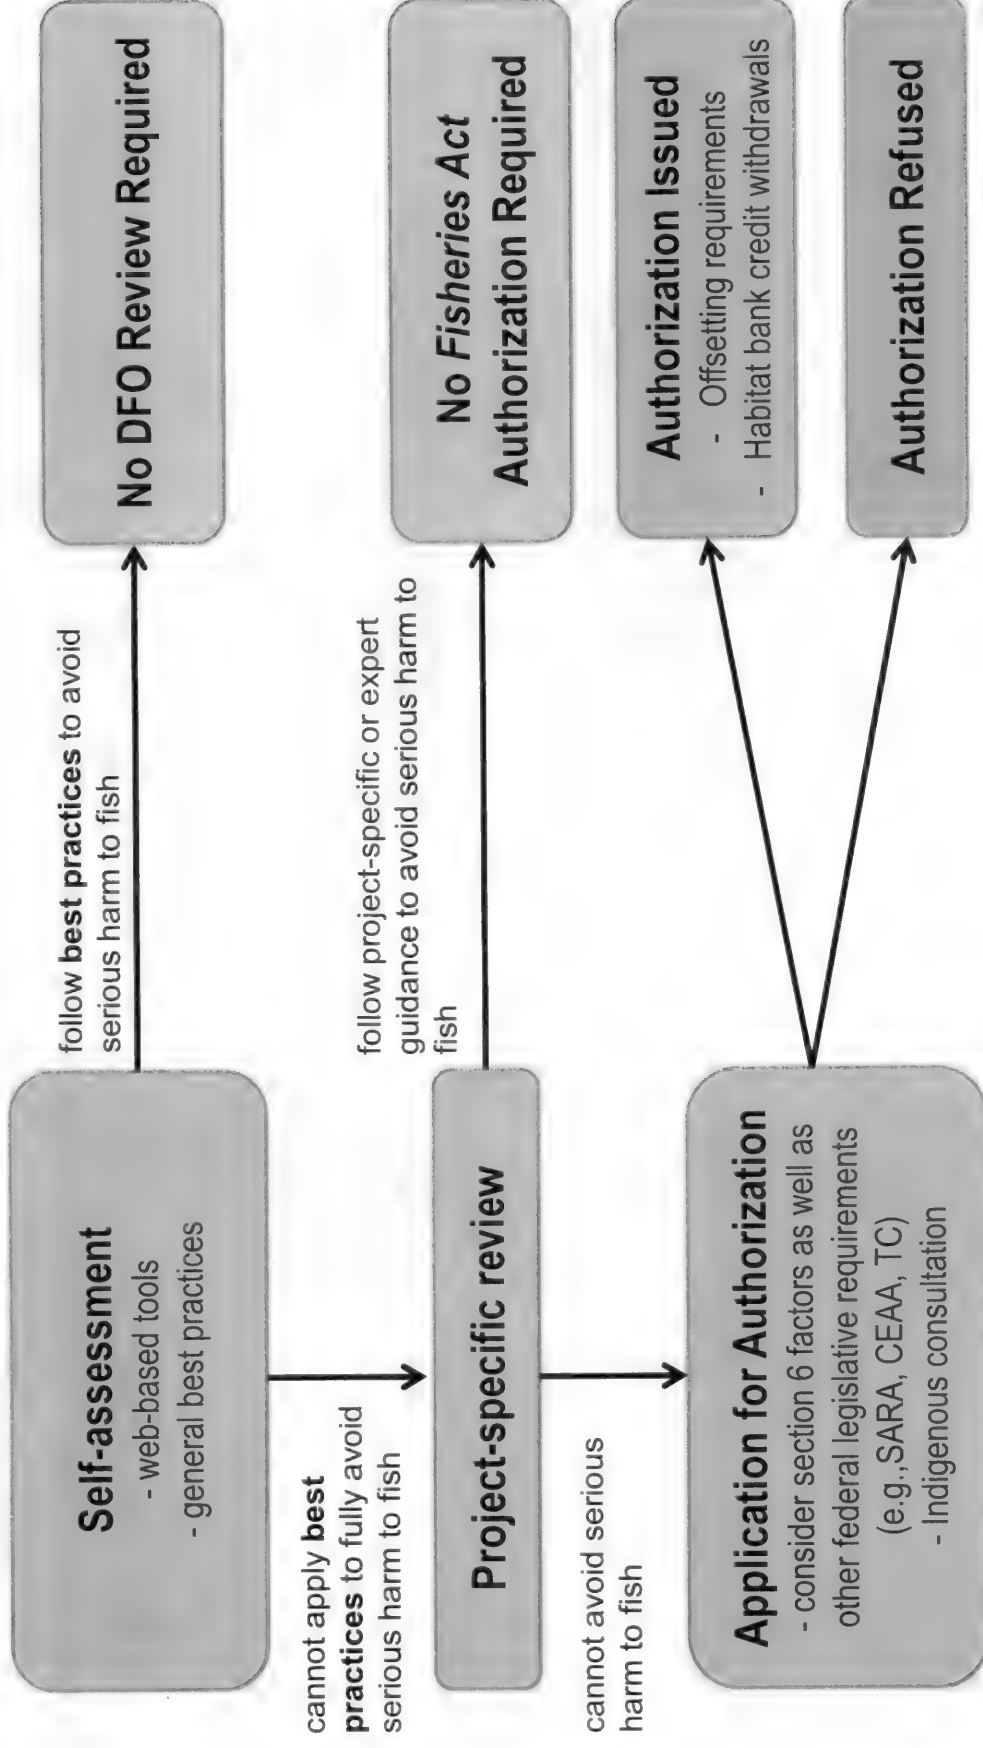 Self-assessment
- web-based tools
- general best practices
follow best practices to avoid
serious harm to fish
No DFO Review Required
cannot apply best
practices to fully avoid
serious harm to fish
Project-specific review
follow project-specific or expert
guidance to avoid serious harm to
fish
No Fisheries Act
Authorization Required
cannot avoid serious
harm to fish
Application for Authorization
- consider section 6 factors as well as
other federal legislative requirements
(e.g.,SARA, CEAA, TC)
- Indigenous consultation
Authorization Issued
- Offsetting requirements
- Habitat bank credit withdrawals
Authorization Refused